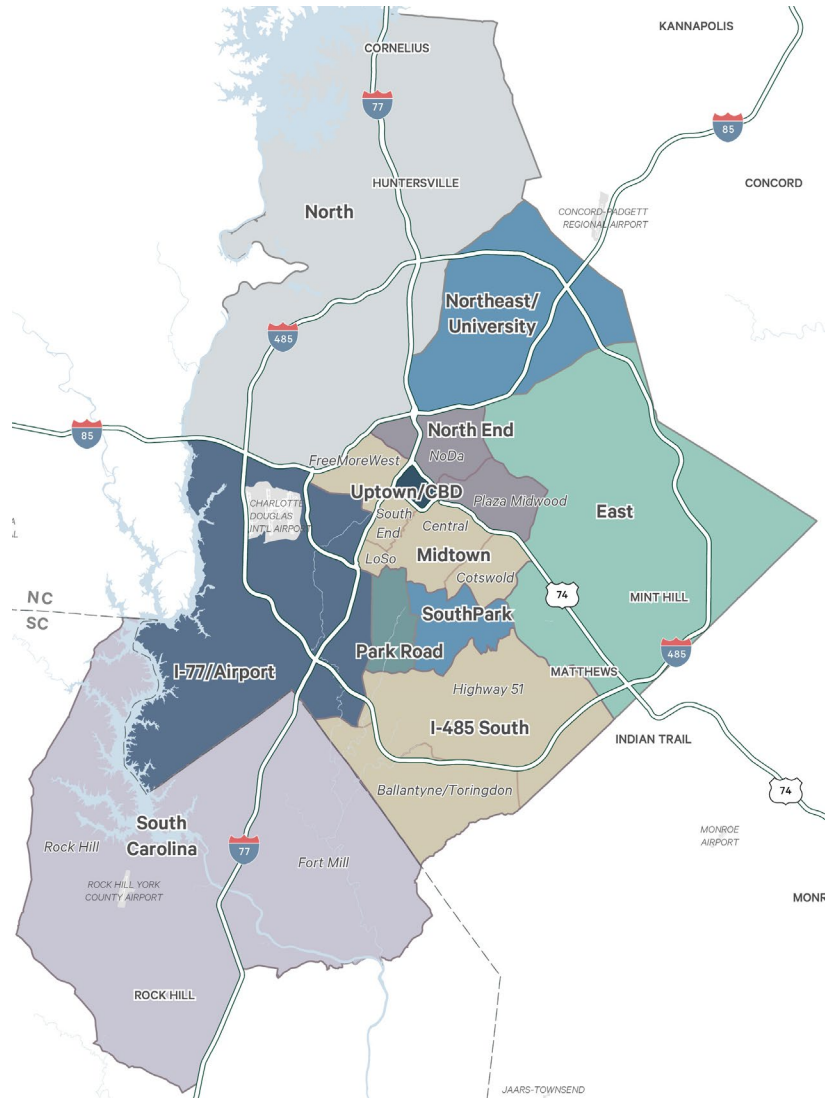 KANNAPOLIS
CORNELIUS
77
85
HUNTERSVILLE
CONCORD
North
CONCORD-PADGETT
REGIONAL AIRPORT
Northeast/
University
485
85
North End
NoDa
FreeMoreWest
Uptown/CBD
Plaza Midwood
CHARLOTTE
DOUGLAS
INT'L AIRPORT
South
End
Central
East
LoSo
Midtown
Cotswold
74
NC
SC
MINT HILL
SouthPark
Park Road
485
I-77/Airport
MATTHEWS
Highway 51
I-485 South
INDIAN TRAIL
Ballantyne/Toringdon
74
South
Carolina
MONROE
AIRPORT
Rock Hill
77
Fort Mill
ROCK HILL YORK
COUNTY AIRPORT
MONR
ROCK HILL
JAARS-TOWNSEND